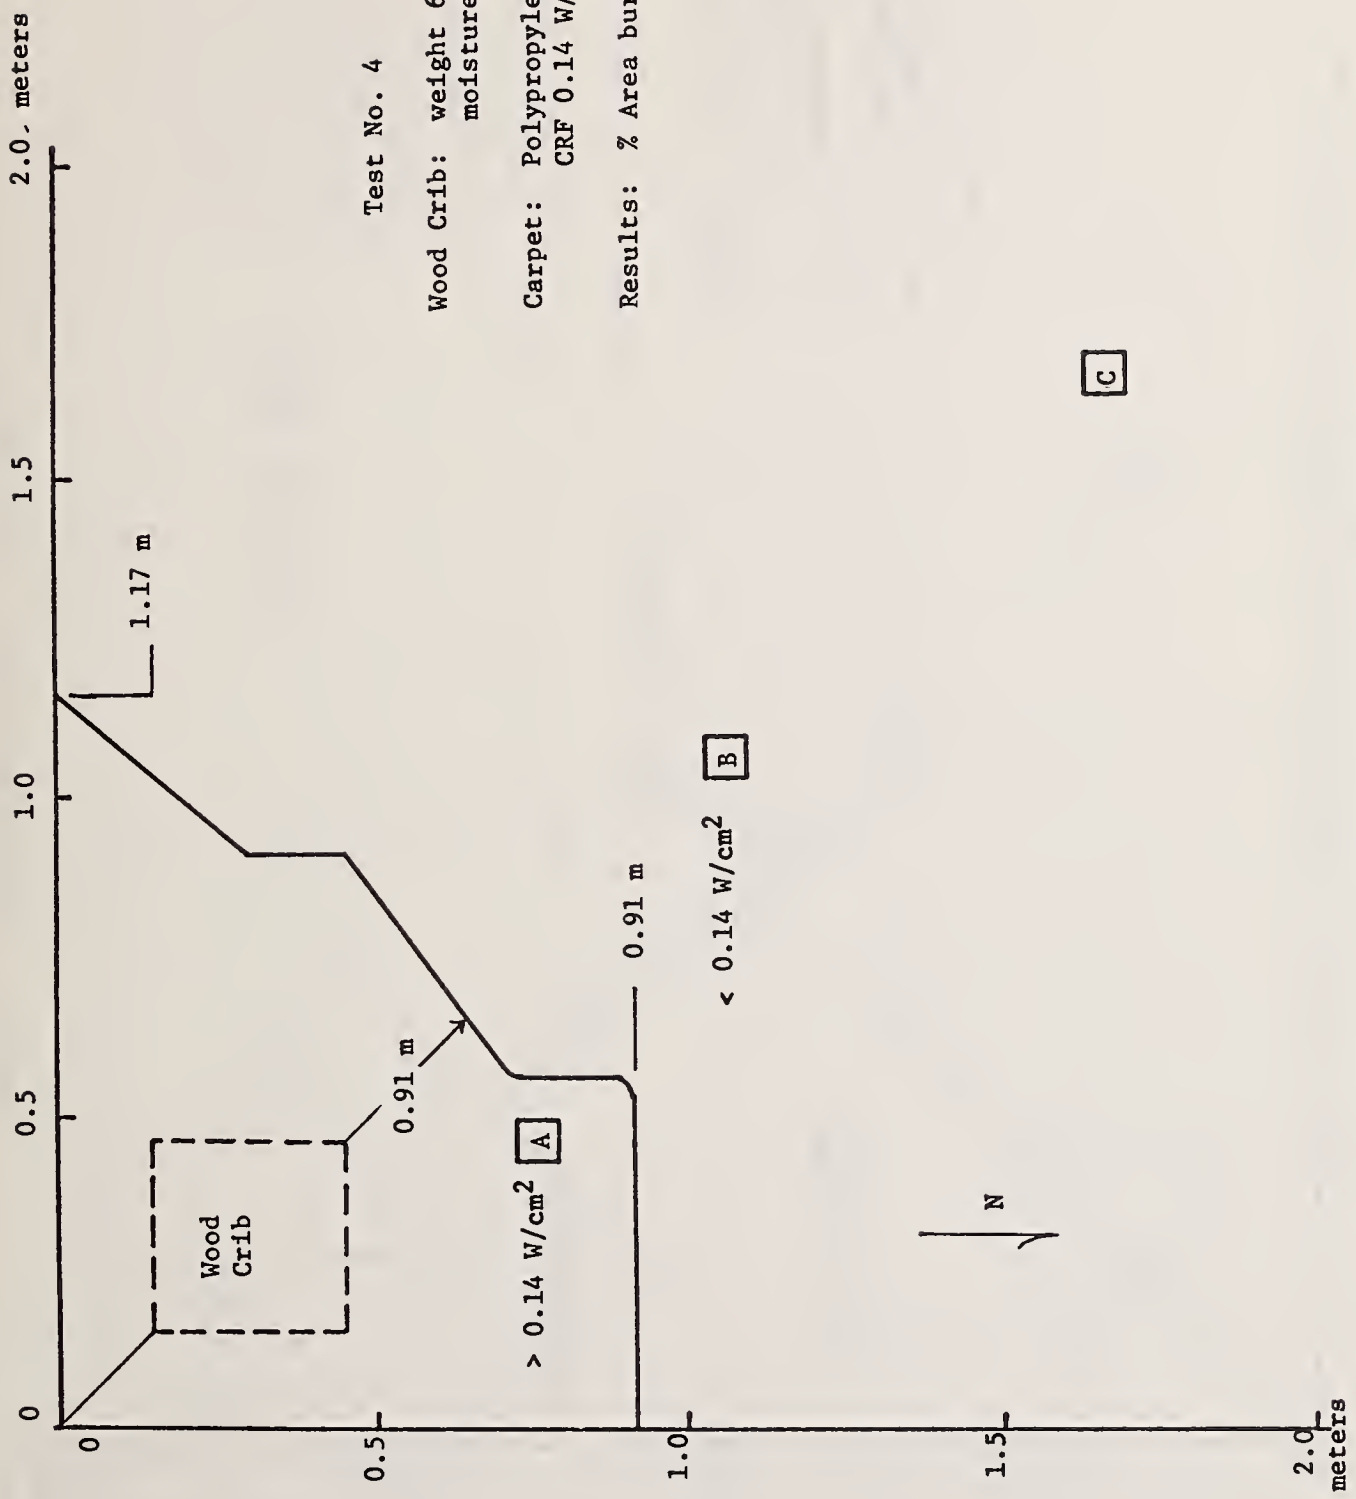 0
0.5
1.0
1.5
2.0, meters
1.17 m
Test No. 4
Wood Crib: weight 6
moisture
Carpet: Polypropyle
CRF 0.14 W/
Results: % Area bur
Wood
Crib
0.91 m
> 0.14 W/cm²
A
0.91 m
< 0.14 W/cm²
B
C
N
0
0.5
1.0
1.5
2.0
meters